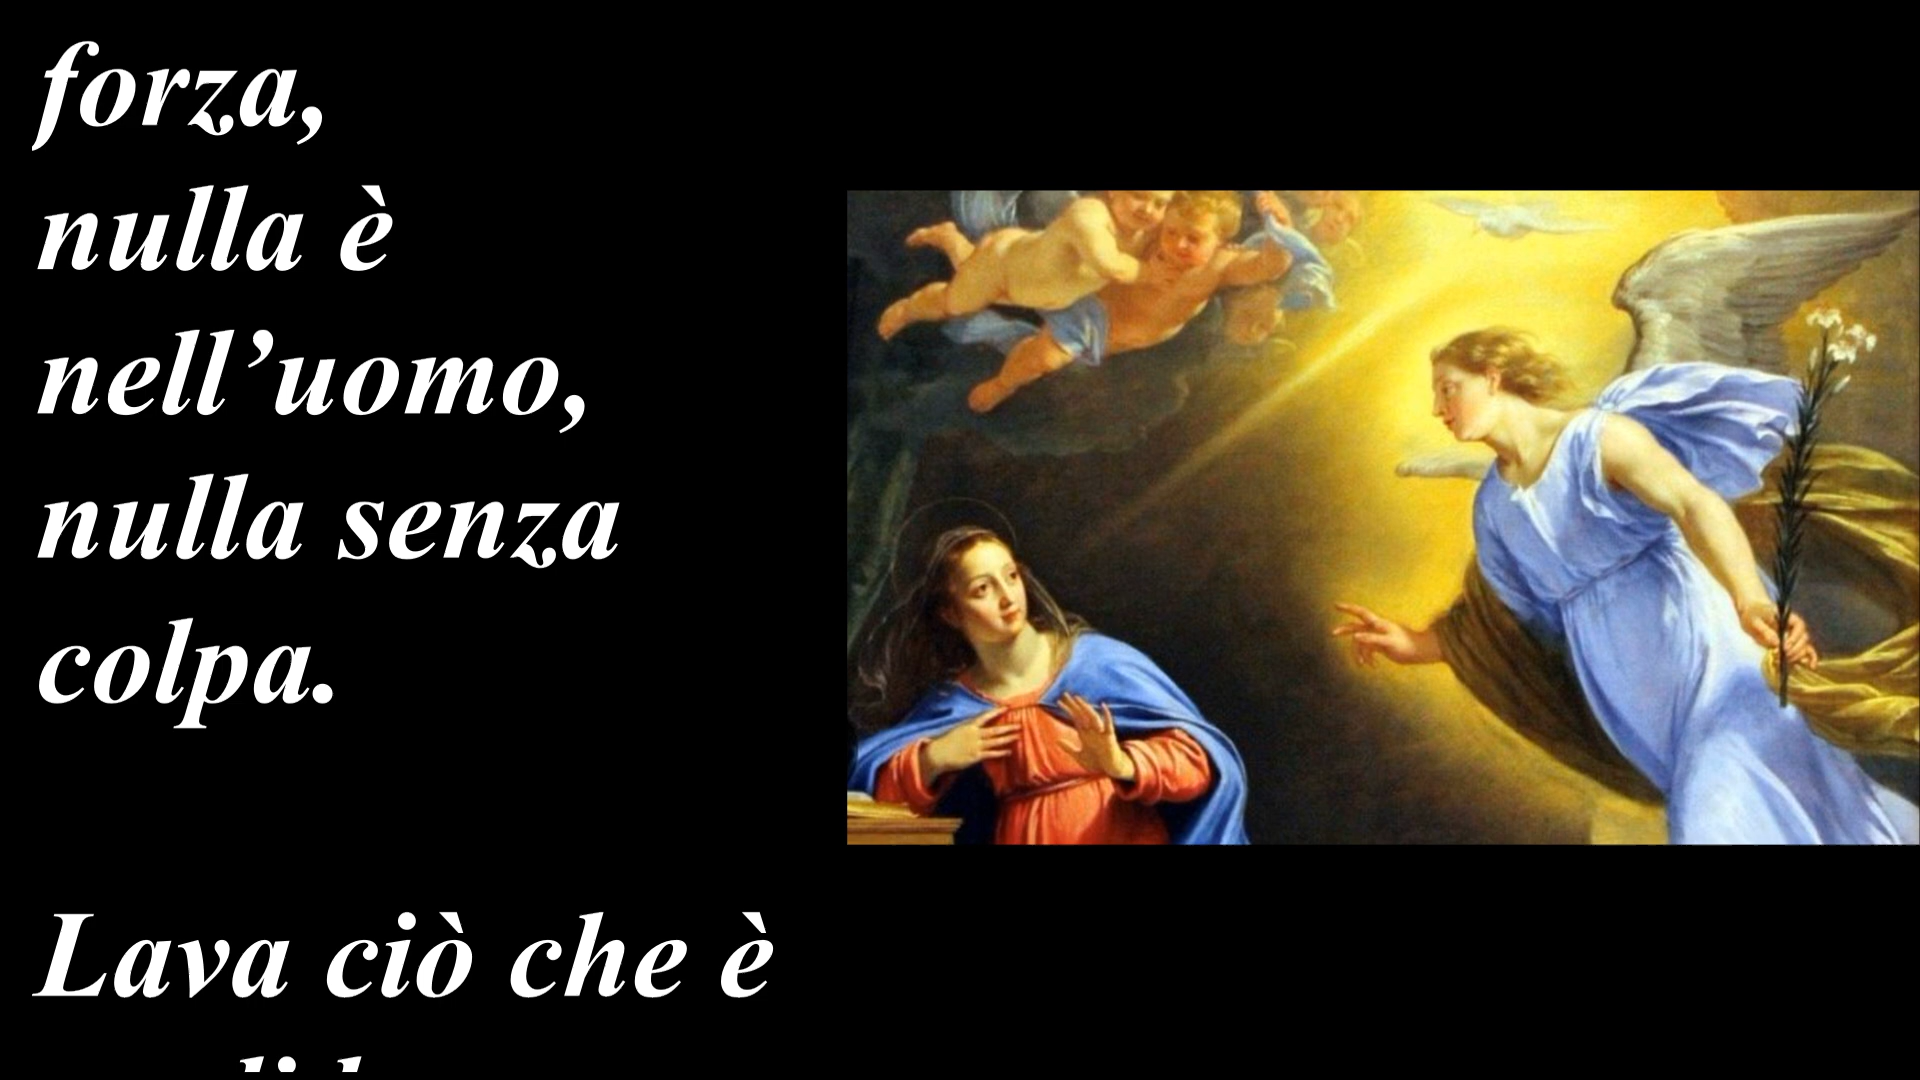 forza,
nulla è
nell’uomo,
nulla senza
colpa.
Lava ciò che è